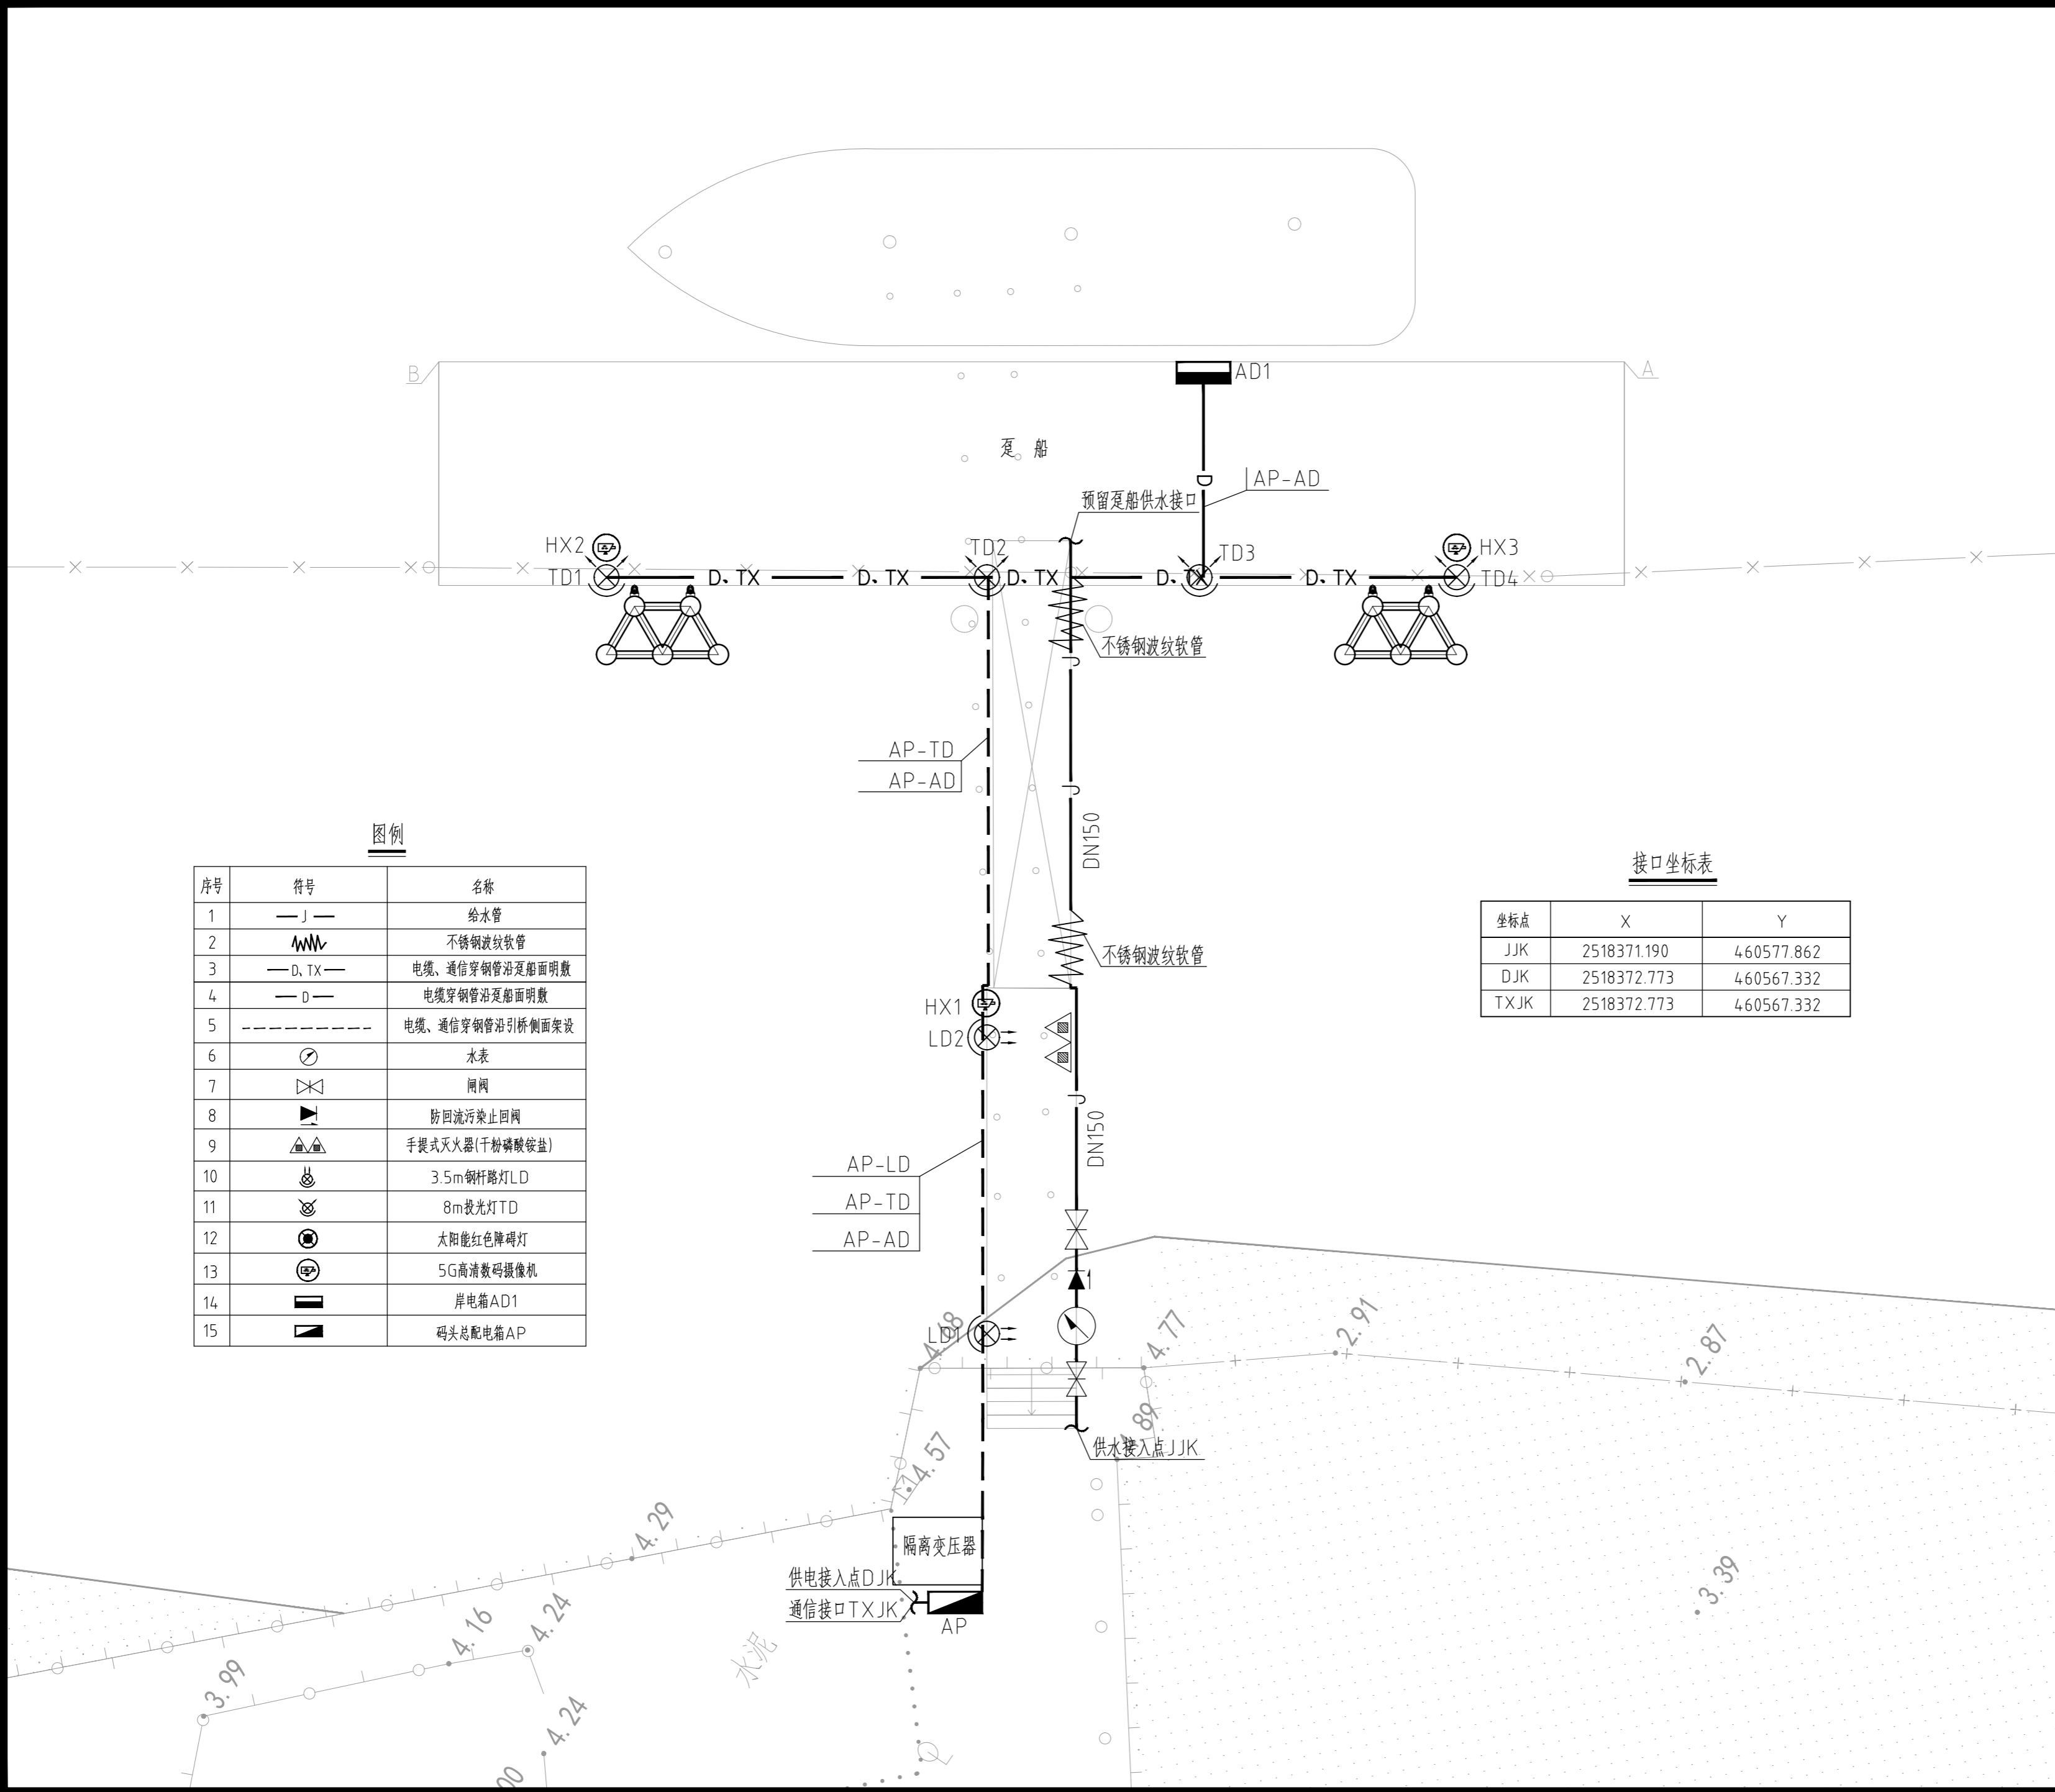 B
A
AD1
趸 船
AP-AD
预留趸船供水接口
HX2
TD2
TD3
HX3
TD1
D、TX
D、TX
D、TX
D、TX
D、TX
TD4
D
不锈钢波纹软管
J
AP-TD
AP-AD
J
DN150
图例
序号 符号 名称
1 J 给水管
2 不锈钢波纹软管
3 D、TX 电缆、通信穿钢管沿趸船面明敷
4 D 电缆穿钢管沿趸船面明敷
5 电缆、通信穿钢管沿引桥侧面架设
6 水表
7 闸阀
8 防回流污染止回阀
9 手提式灭火器(干粉磷酸铵盐)
10 3.5m钢杆路灯LD
11 8m投光灯TD
12 太阳能红色障碍灯
13 5G高清数码摄像机
14 岸电箱AD1
15 码头总配电箱AP
接口坐标表
坐标点 X Y
JJK 2518371.190 460577.862
DJK 2518372.773 460567.332
TXJK 2518372.773 460567.332
不锈钢波纹软管
HX1
LD2
J
DN150
AP-LD
AP-TD
AP-AD
LD1
4.68
4.77
2.91
2.87
4.89
供水接入点JJK
4.57
4.29
隔离变压器
供电接入点DJK
通信接口TXJK
AP
3.39
4.16
4.24
水泥
3.99
4.24
00